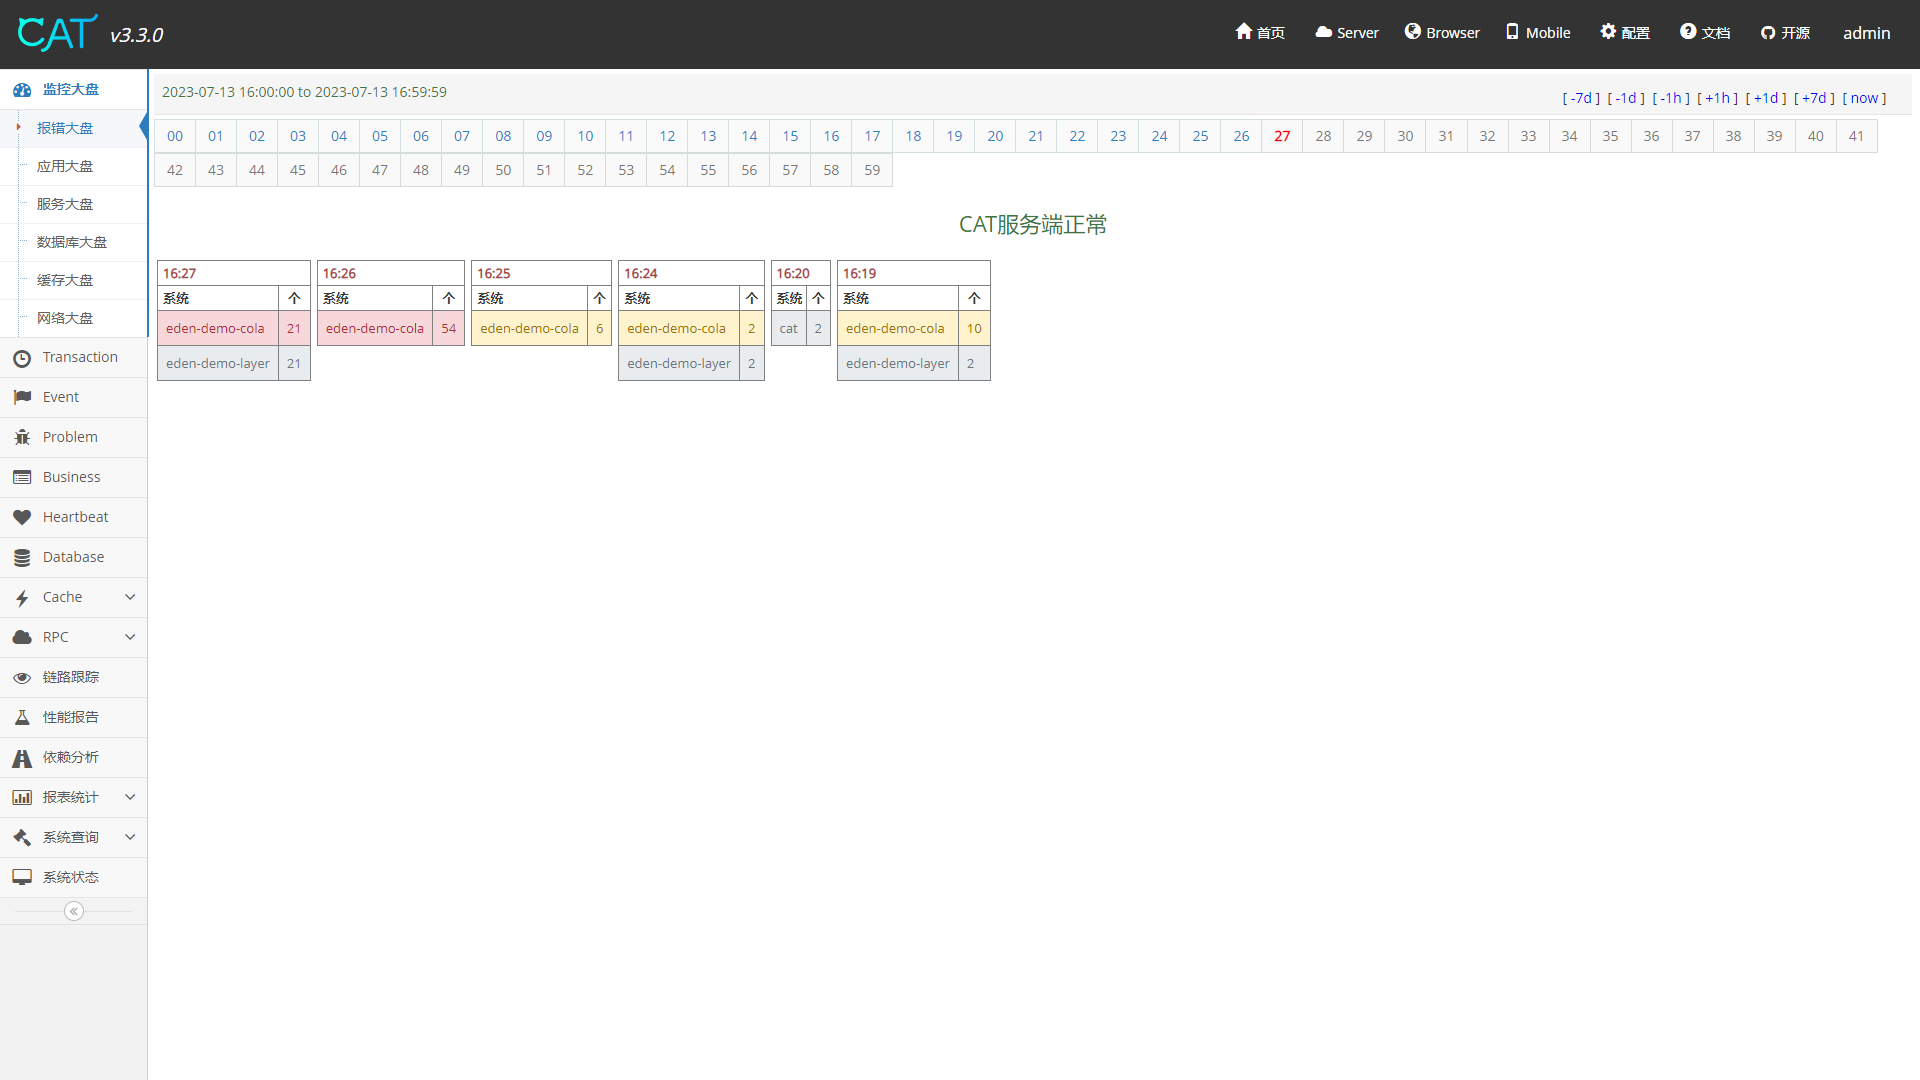 CAT v3.3.0
首页 Server Browser Mobile 配置 文档 开源 admin
监控大盘
报错大盘
应用大盘
服务大盘
数据库大盘
缓存大盘
网络大盘
Transaction
Event
Problem
Business
Heartbeat
Database
Cache
RPC
链路跟踪
性能报告
依赖分析
报表统计
系统查询
系统状态
2023-07-13 16:00:00 to 2023-07-13 16:59:59
[ -7d ] [ -1d ] [ -1h ] [ +1h ] [ +1d ] [ +7d ] [ now ]
00 01 02 03 04 05 06 07 08 09 10 11 12 13 14 15 16 17 18 19 20 21 22 23 24 25 26 27 28 29 30 31 32 33 34 35 36 37 38 39 40 41
42 43 44 45 46 47 48 49 50 51 52 53 54 55 56 57 58 59
CAT服务端正常
16:27
系统 个
eden-demo-cola 21
eden-demo-layer 21
16:26
系统 个
eden-demo-cola 54
16:25
系统 个
eden-demo-cola 6
16:24
系统 个
eden-demo-cola 2
eden-demo-layer 2
16:20
系统 个
cat 2
16:19
系统 个
eden-demo-cola 10
eden-demo-layer 2